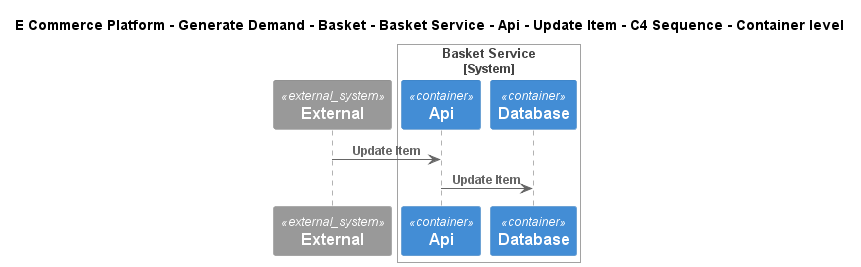 E Commerce Platform - Generate Demand - Basket - Basket Service - Api - Update Item - C4 Sequence - Container level
Basket Service
[System]
«external_system» «container» «container»
External Api Database
Update Item
Update Item
«external_system» «container» «container»
External Api Database